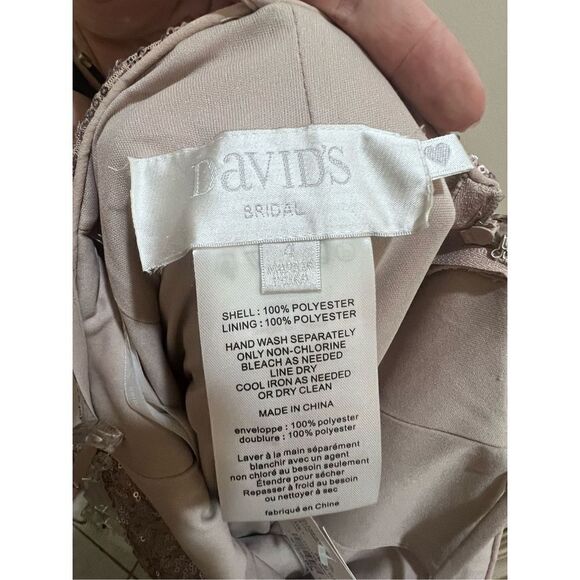 DAVID'S
BRIDAL
4
SHELL : 100% POLYESTER
LINING : 100% POLYESTER
HAND WASH SEPARATELY
ONLY NON-CHLORINE
BLEACH AS NEEDED
LINE DRY
COOL IRON AS NEEDED
OR DRY CLEAN
MADE IN CHINA
enveloppe : 100% polyester
doublure : 100% polyester
Laver à la main séparément
blanchir avec un agent
non chloré au besoin seulement
Étendre pour sécher
Repasser à froid au besoin
ou nettoyer à sec
fabriqué en Chine